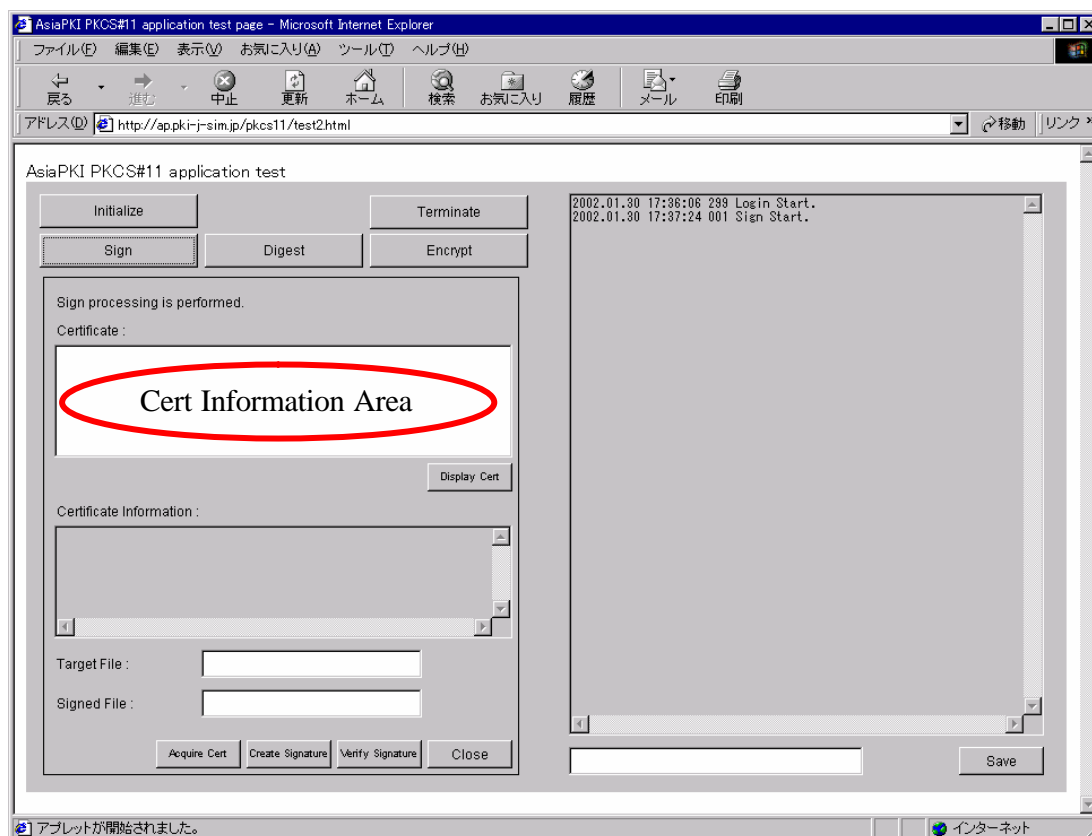 AsiaPKI PKCS#11 application test page - Microsoft Internet Explorer
ファイル(F) 編集(E) 表示(V) お気に入り(A) ツール(T) ヘルプ(H)
戻る 進む 中止 更新 ホーム 検索 お気に入り 履歴 メール 印刷
アドレス(D) http://ap.pki-j-sim.jp/pkcs11/test2.html 移動 リンク »
AsiaPKI PKCS#11 application test
Initialize Terminate
Sign Digest Encrypt
Sign processing is performed.
Certificate :
Cert Information Area
Display Cert
Certificate Information :
Target File :
Signed File :
Acquire Cert Create Signature Verify Signature Close
2002.01.30 17:36:06 299 Login Start.
2002.01.30 17:37:24 001 Sign Start.
Save
アプレットが開始されました。 インターネット